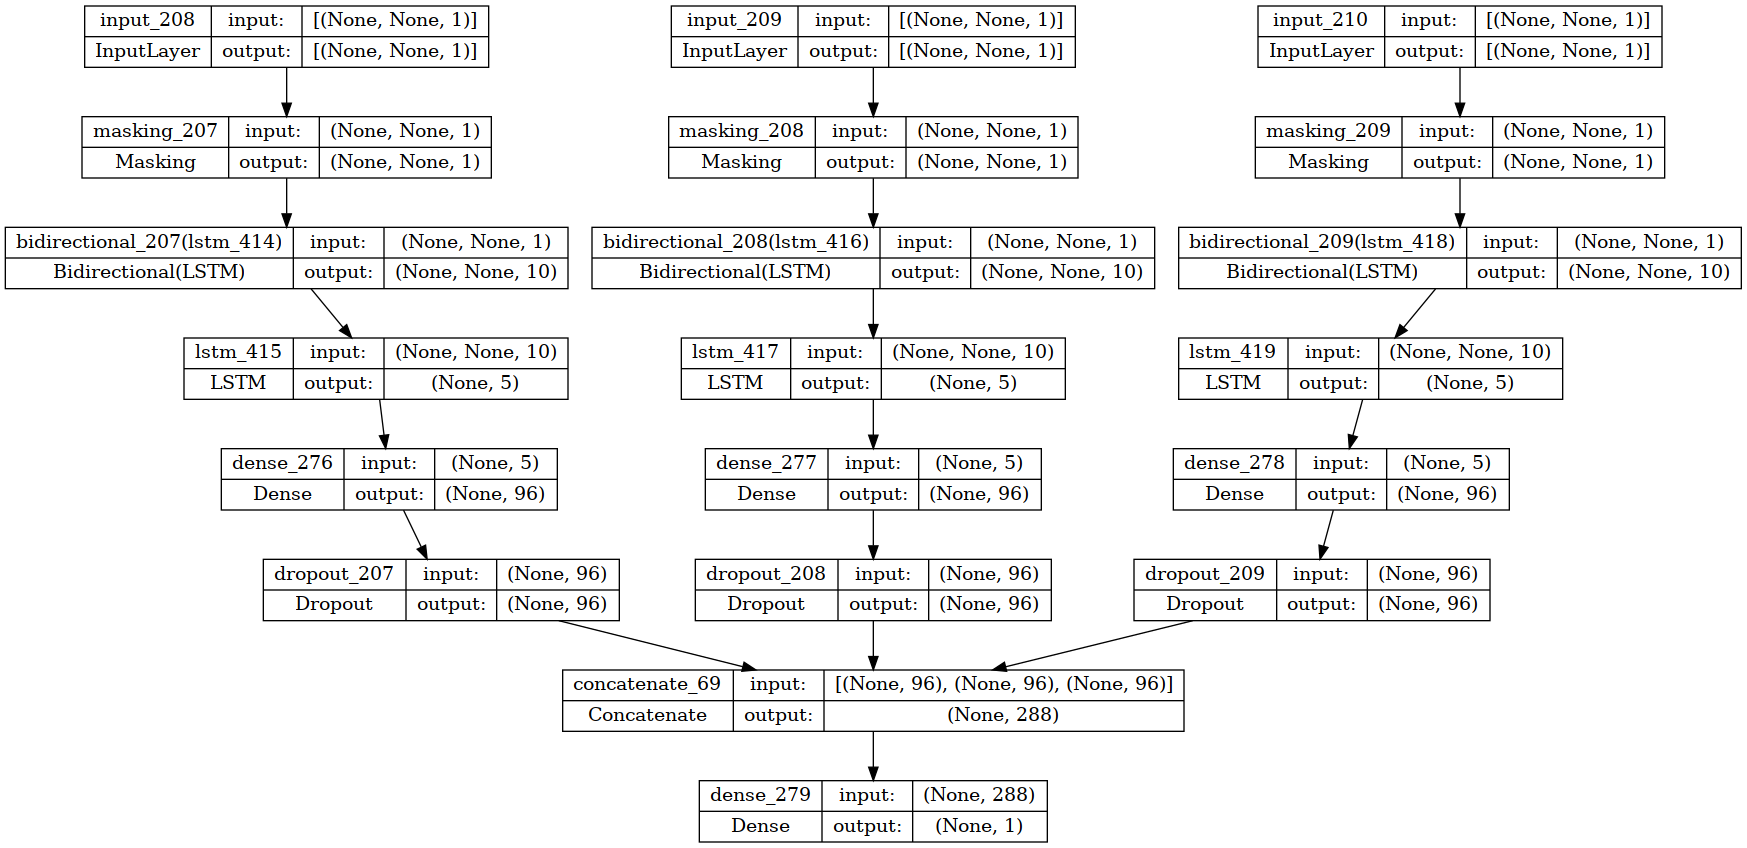 input_208 input: [(None, None, 1)]
InputLayer output: [(None, None, 1)]
input_209 input: [(None, None, 1)]
InputLayer output: [(None, None, 1)]
input_210 input: [(None, None, 1)]
InputLayer output: [(None, None, 1)]
masking_207 input: (None, None, 1)
Masking output: (None, None, 1)
masking_208 input: (None, None, 1)
Masking output: (None, None, 1)
masking_209 input: (None, None, 1)
Masking output: (None, None, 1)
bidirectional_207(lstm_414) input: (None, None, 1)
Bidirectional(LSTM) output: (None, None, 10)
bidirectional_208(lstm_416) input: (None, None, 1)
Bidirectional(LSTM) output: (None, None, 10)
bidirectional_209(lstm_418) input: (None, None, 1)
Bidirectional(LSTM) output: (None, None, 10)
lstm_415 input: (None, None, 10)
LSTM output: (None, 5)
lstm_417 input: (None, None, 10)
LSTM output: (None, 5)
lstm_419 input: (None, None, 10)
LSTM output: (None, 5)
dense_276 input: (None, 5)
Dense output: (None, 96)
dense_277 input: (None, 5)
Dense output: (None, 96)
dense_278 input: (None, 5)
Dense output: (None, 96)
dropout_207 input: (None, 96)
Dropout output: (None, 96)
dropout_208 input: (None, 96)
Dropout output: (None, 96)
dropout_209 input: (None, 96)
Dropout output: (None, 96)
concatenate_69 input: [(None, 96), (None, 96), (None, 96)]
Concatenate output: (None, 288)
dense_279 input: (None, 288)
Dense output: (None, 1)